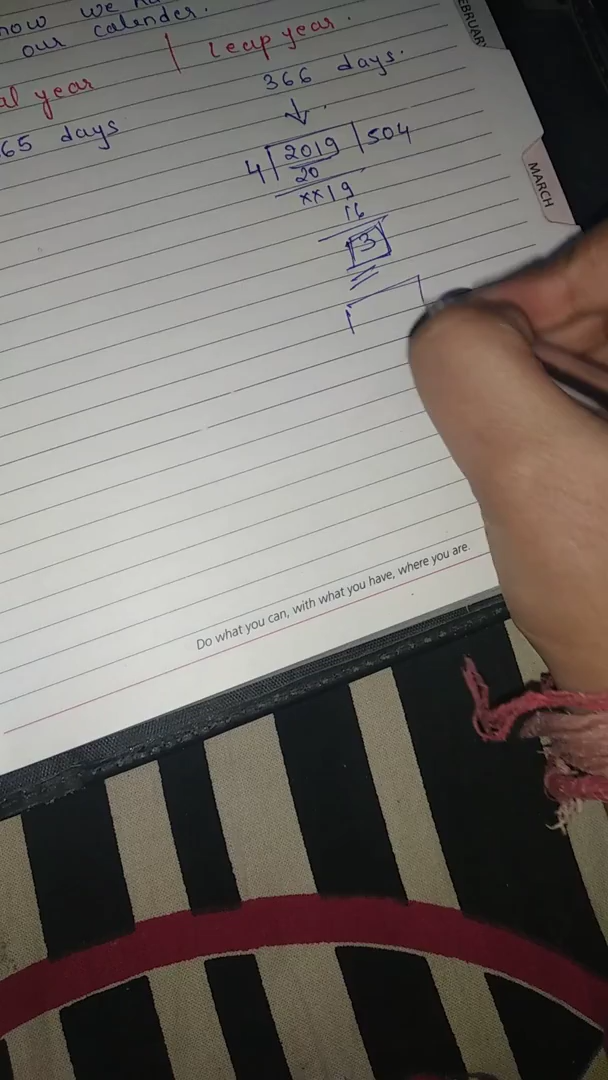 now we
our calender.
al year | leap year.
65 days
366 days.
↓
4 | 2019 | 504
20
xx19
16
3
FEBRUARY
MARCH
Do what you can, with what you have, where you are.